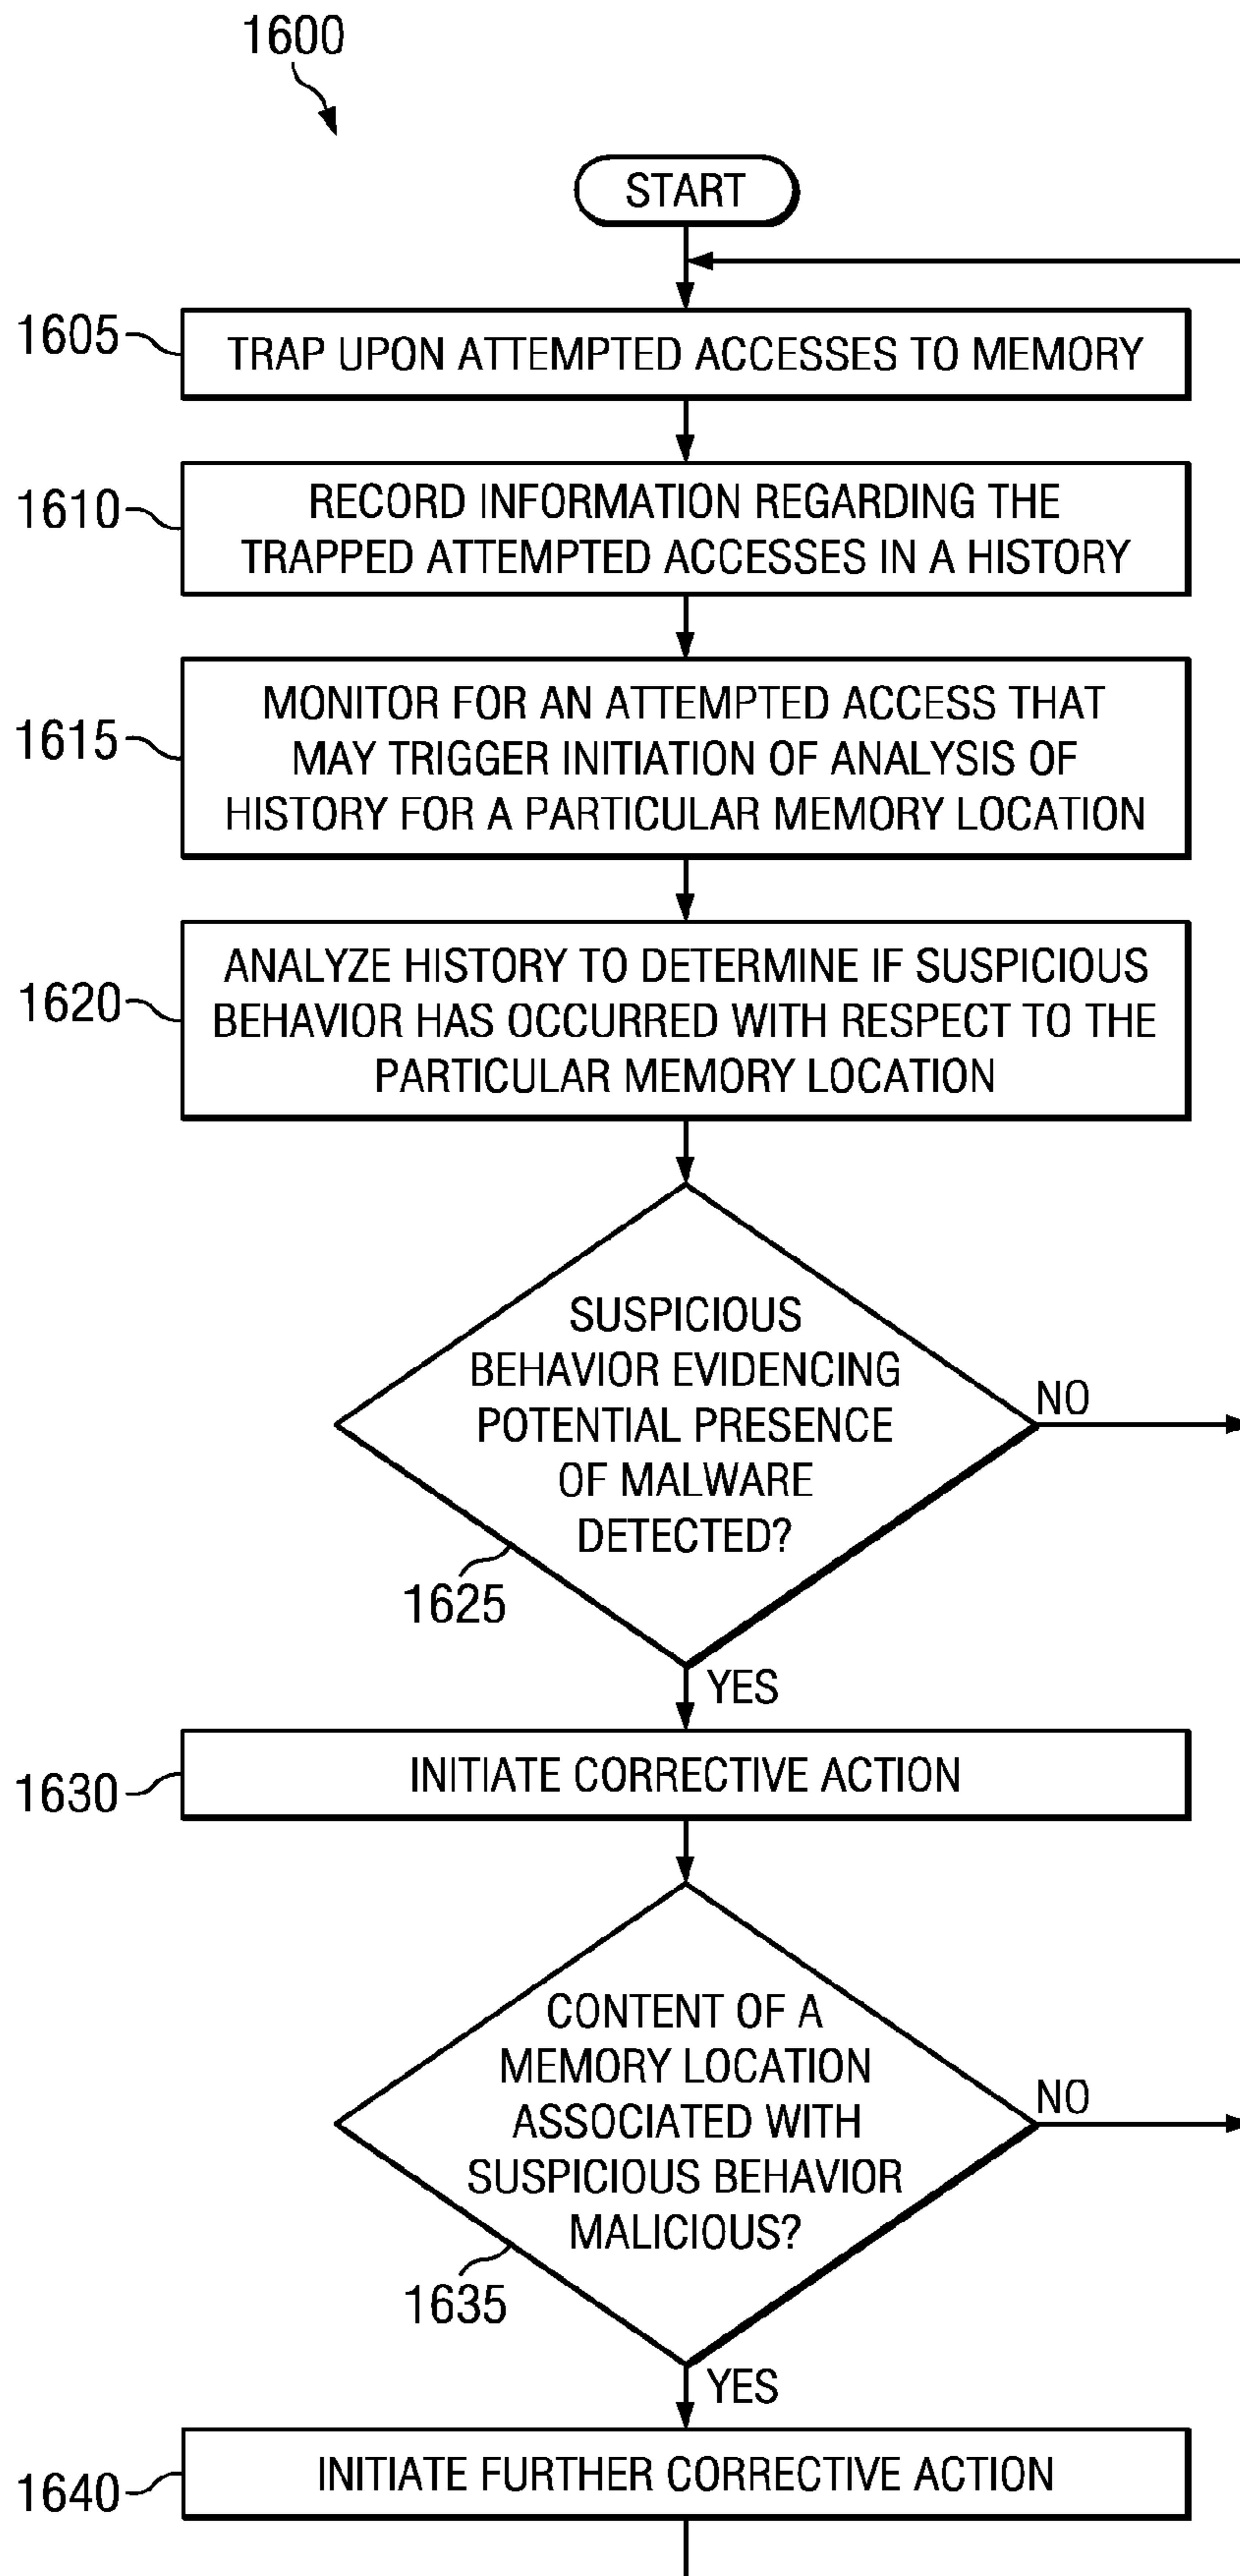 1600
START
1605
TRAP UPON ATTEMPTED ACCESSES TO MEMORY
1610
RECORD INFORMATION REGARDING THE
TRAPPED ATTEMPTED ACCESSES IN A HISTORY
1615
MONITOR FOR AN ATTEMPTED ACCESS THAT
MAY TRIGGER INITIATION OF ANALYSIS OF
HISTORY FOR A PARTICULAR MEMORY LOCATION
1620
ANALYZE HISTORY TO DETERMINE IF SUSPICIOUS
BEHAVIOR HAS OCCURRED WITH RESPECT TO THE
PARTICULAR MEMORY LOCATION
SUSPICIOUS
BEHAVIOR EVIDENCING
POTENTIAL PRESENCE
OF MALWARE
DETECTED?
NO
1625
YES
1630
INITIATE CORRECTIVE ACTION
CONTENT OF A
MEMORY LOCATION
ASSOCIATED WITH
SUSPICIOUS BEHAVIOR
MALICIOUS?
NO
1635
YES
1640
INITIATE FURTHER CORRECTIVE ACTION